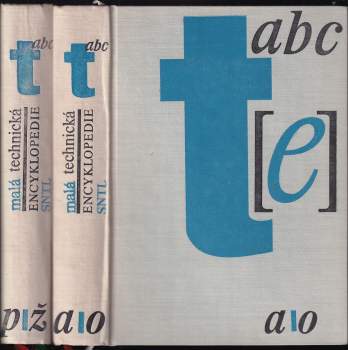 abc
t
malá technická
ENCYKLOPEDIE
SNTL
p|ž
abc
t
malá technická
ENCYKLOPEDIE
SNTL
a|o
abc
t
[e]
a|o